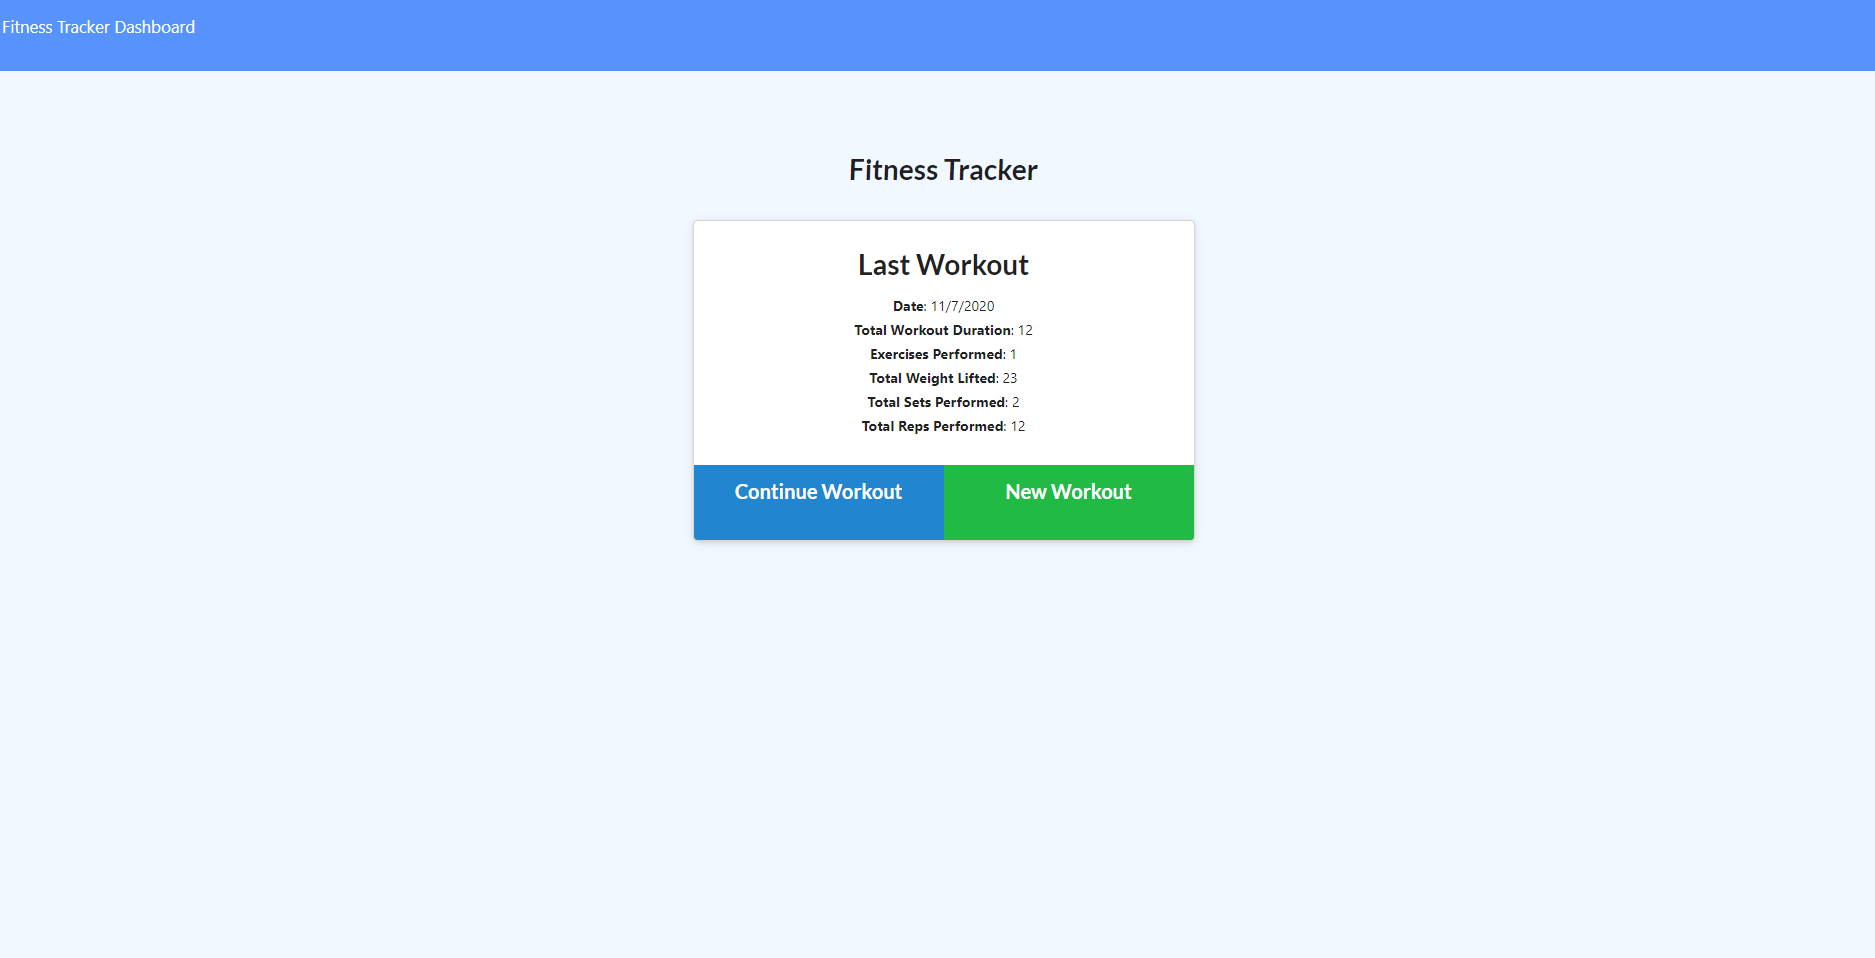 Fitness Tracker Dashboard
Fitness Tracker
Last Workout
Date: 11/7/2020
Total Workout Duration: 12
Exercises Performed: 1
Total Weight Lifted: 23
Total Sets Performed: 2
Total Reps Performed: 12
Continue Workout New Workout